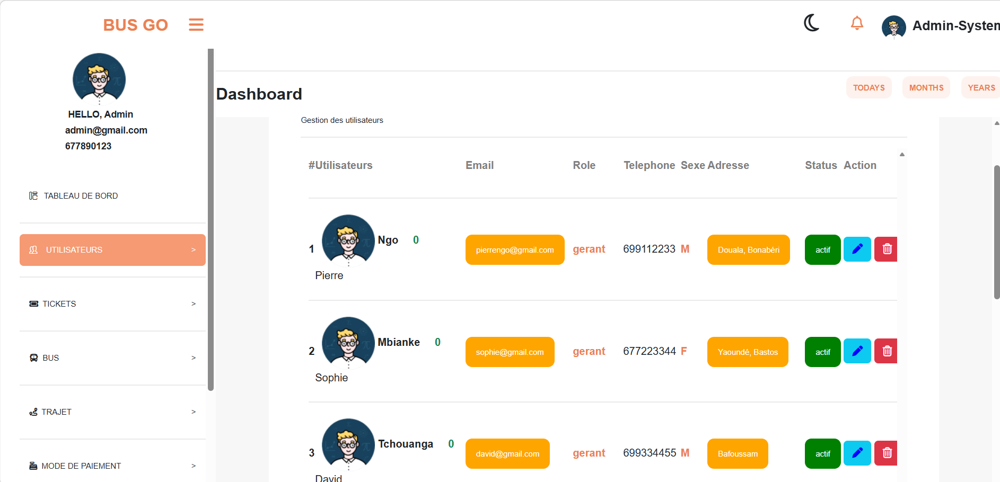 BUS GO
Admin-System
HELLO, Admin
admin@gmail.com
677890123
TABLEAU DE BORD
UTILISATEURS >
TICKETS >
BUS >
TRAJET >
MODE DE PAIEMENT >
Dashboard
TODAYS MONTHS YEARS
Gestion des utilisateurs
#Utilisateurs Email Role Telephone Sexe Adresse Status Action
1 Ngo 0 pierrengo@gmail.com gerant 699112233 M Douala, Bonabéri actif
Pierre
2 Mbianke 0 sophie@gmail.com gerant 677223344 F Yaoundé, Bastos actif
Sophie
3 Tchouanga 0 david@gmail.com gerant 699334455 M Bafoussam actif
David